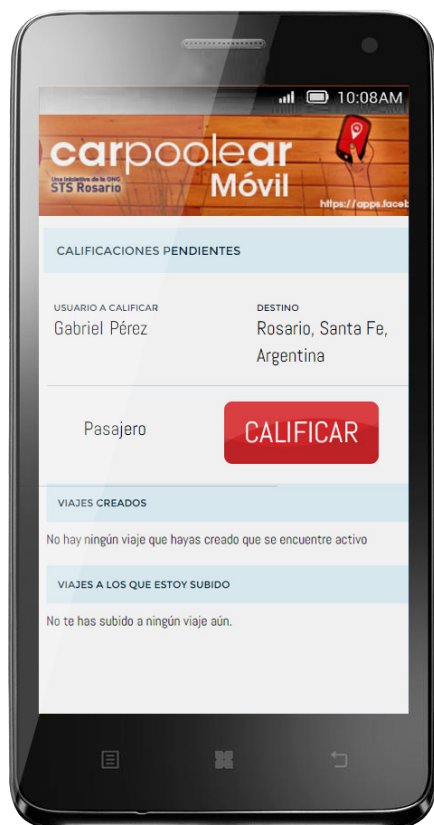 10:08AM
carpoolear
Una iniciativa de la ONG
STS Rosario
Móvil
https://apps.faceb
CALIFICACIONES PENDIENTES
USUARIO A CALIFICAR
Gabriel Pérez
DESTINO
Rosario, Santa Fe,
Argentina
Pasajero
CALIFICAR
VIAJES CREADOS
No hay ningún viaje que hayas creado que se encuentre activo
VIAJES A LOS QUE ESTOY SUBIDO
No te has subido a ningún viaje aún.